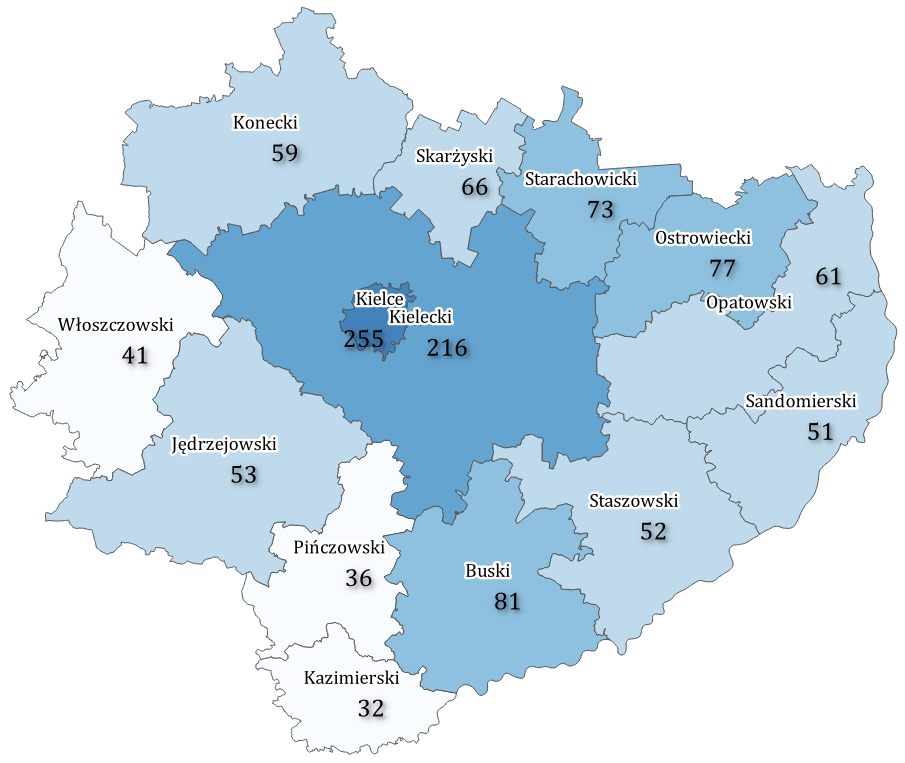 Konecki
59
Skarżyski
66
Starachowicki
73
Ostrowiecki
77
61
Opatowski
Kielce
255
Kielecki
216
Włoszczowski
41
Sandomierski
51
Jędrzejowski
53
Staszowski
52
Pińczowski
36
Buski
81
Kazimierski
32